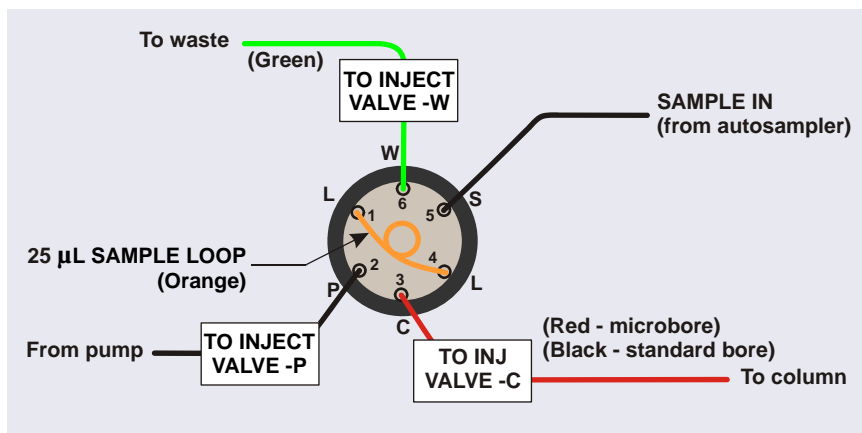 To waste
(Green)
TO INJECT
VALVE -W
SAMPLE IN
(from autosampler)
W
L
S
6
1
5
25 µL SAMPLE LOOP
(Orange)
2
4
3
P
L
C
From pump
TO INJECT
VALVE -P
TO INJ
VALVE -C
(Red - microbore)
(Black - standard bore)
To column